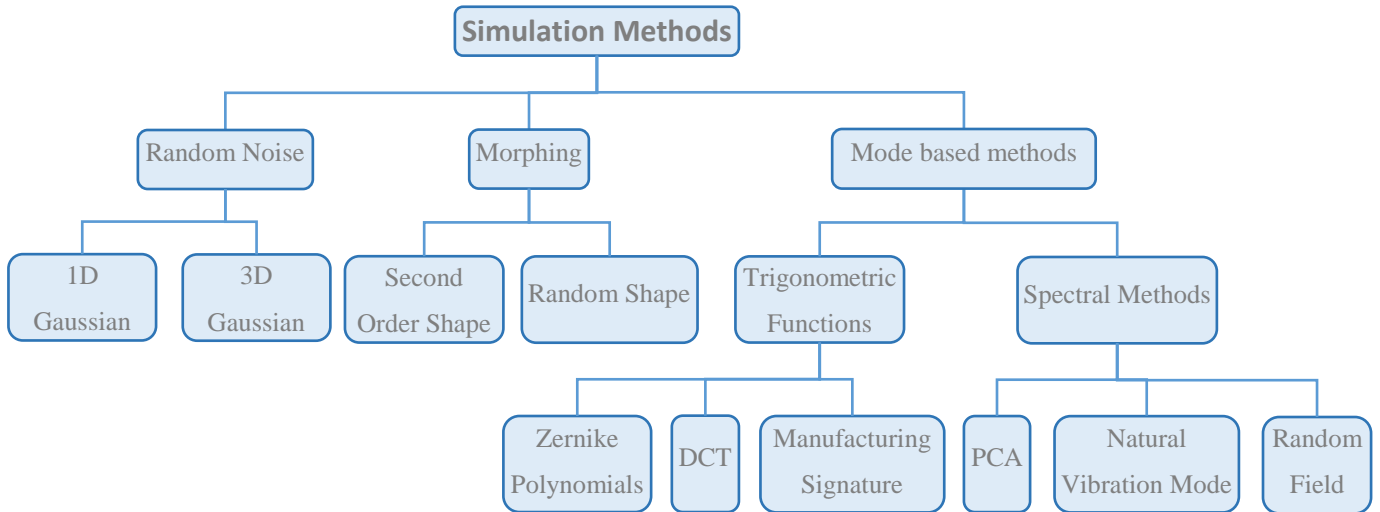 Simulation Methods
Random Noise
Morphing
Mode based methods
1D
Gaussian
3D
Gaussian
Second
Order Shape
Random Shape
Trigonometric
Functions
Spectral Methods
Zernike
Polynomials
DCT
Manufacturing
Signature
PCA
Natural
Vibration Mode
Random
Field